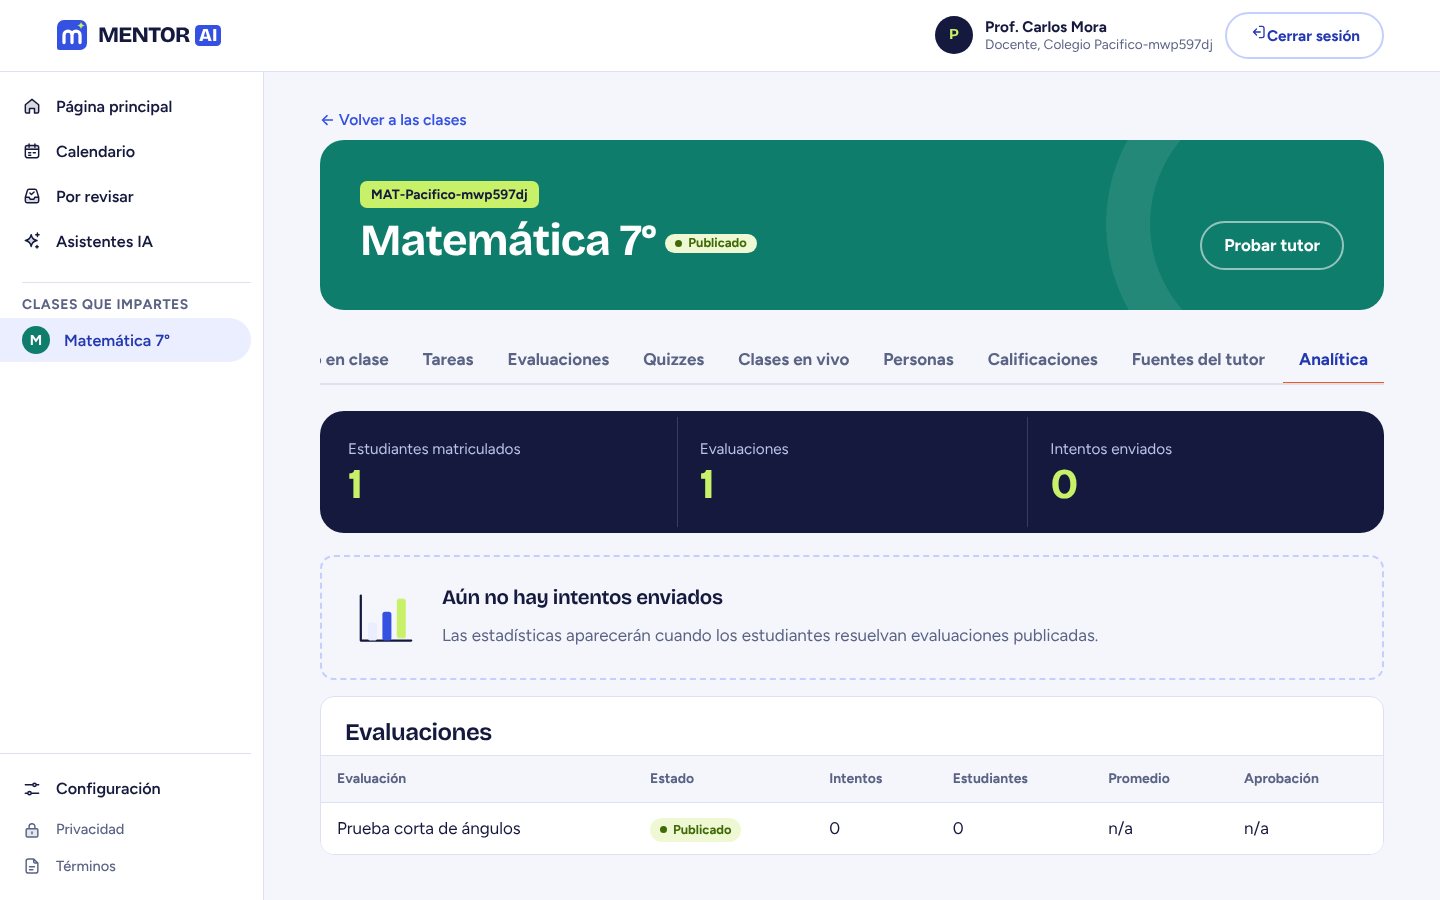 MENTOR AI
P
Prof. Carlos Mora
Docente, Colegio Pacifico-mwp597dj
Cerrar sesión
Página principal
Calendario
Por revisar
Asistentes IA
CLASES QUE IMPARTES
M
Matemática 7°
Configuración
Privacidad
Términos
← Volver a las clases
MAT-Pacifico-mwp597dj
Matemática 7° Publicado
Probar tutor
en clase Tareas Evaluaciones Quizzes Clases en vivo Personas Calificaciones Fuentes del tutor Analítica
Estudiantes matriculados
1
Evaluaciones
1
Intentos enviados
0
Aún no hay intentos enviados
Las estadísticas aparecerán cuando los estudiantes resuelvan evaluaciones publicadas.
Evaluaciones
Evaluación Estado Intentos Estudiantes Promedio Aprobación
Prueba corta de ángulos Publicado 0 0 n/a n/a